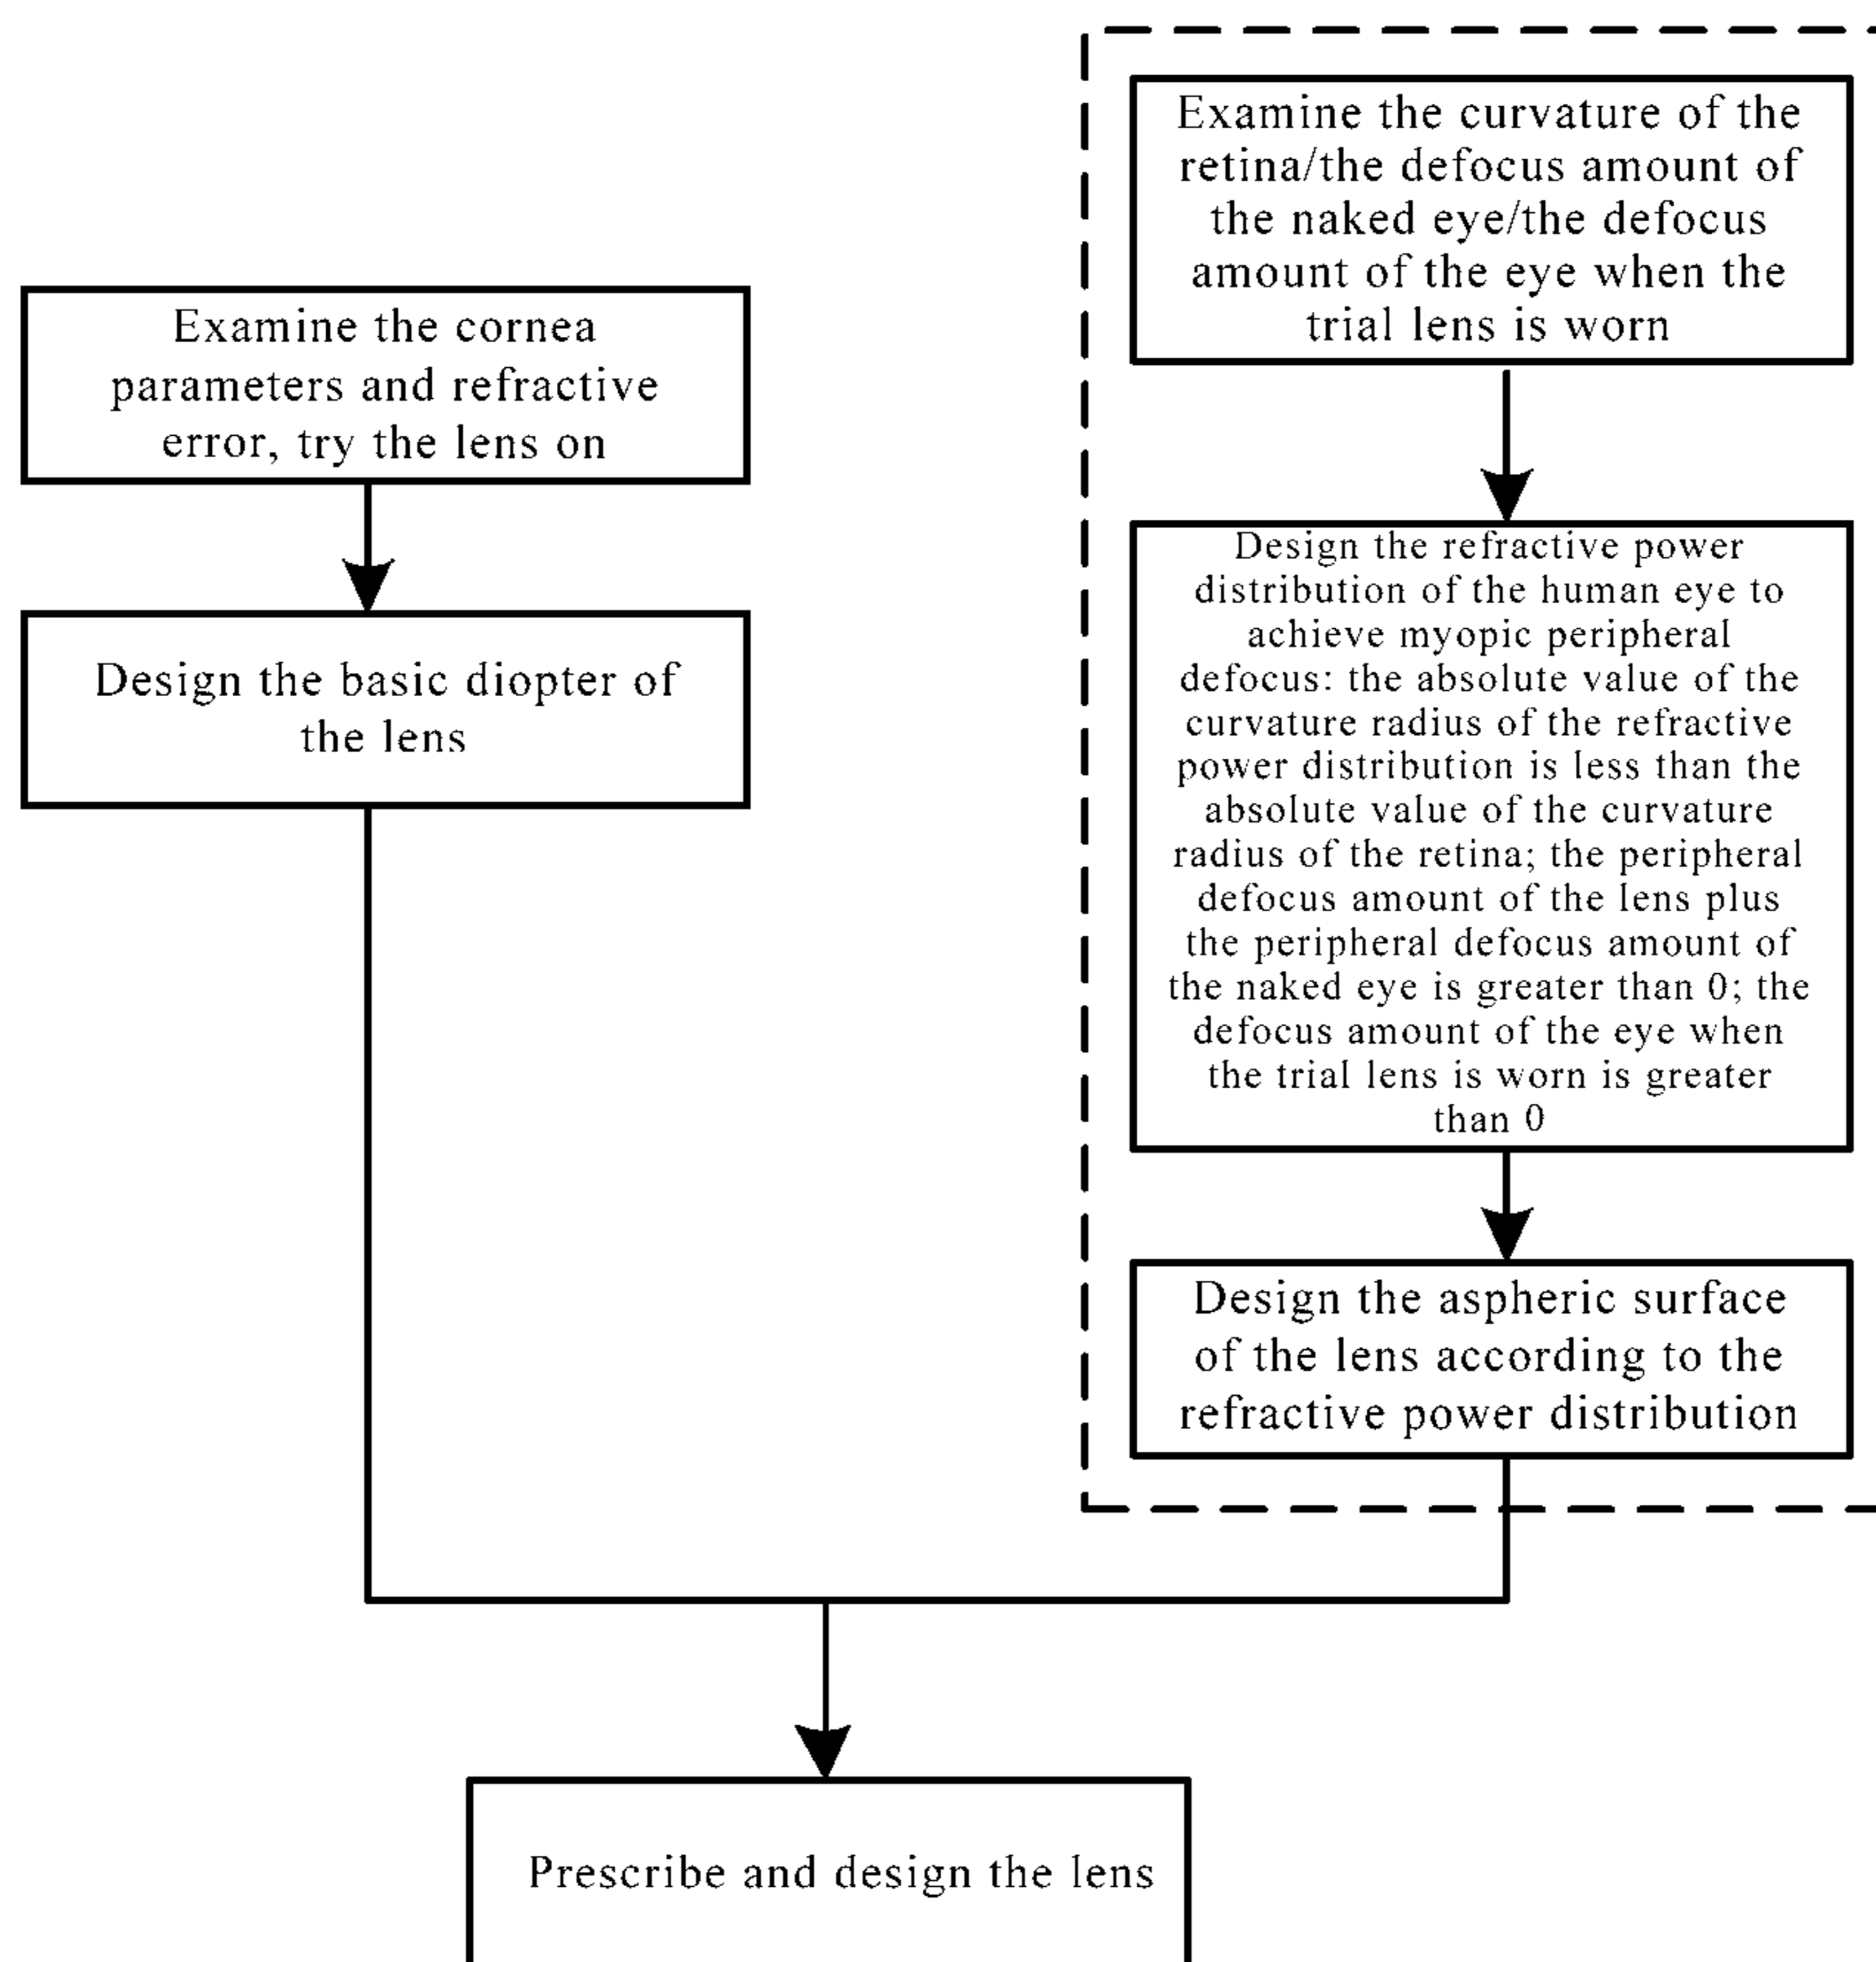 Examine the cornea
parameters and refractive
error, try the lens on
Design the basic diopter of
the lens
Examine the curvature of the
retina/the defocus amount of
the naked eye/the defocus
amount of the eye when the
trial lens is worn
Design the refractive power
distribution of the human eye to
achieve myopic peripheral
defocus: the absolute value of the
curvature radius of the refractive
power distribution is less than the
absolute value of the curvature
radius of the retina; the peripheral
defocus amount of the lens plus
the peripheral defocus amount of
the naked eye is greater than 0; the
defocus amount of the eye when
the trial lens is worn is greater
than 0
Design the aspheric surface
of the lens according to the
refractive power distribution
Prescribe and design the lens